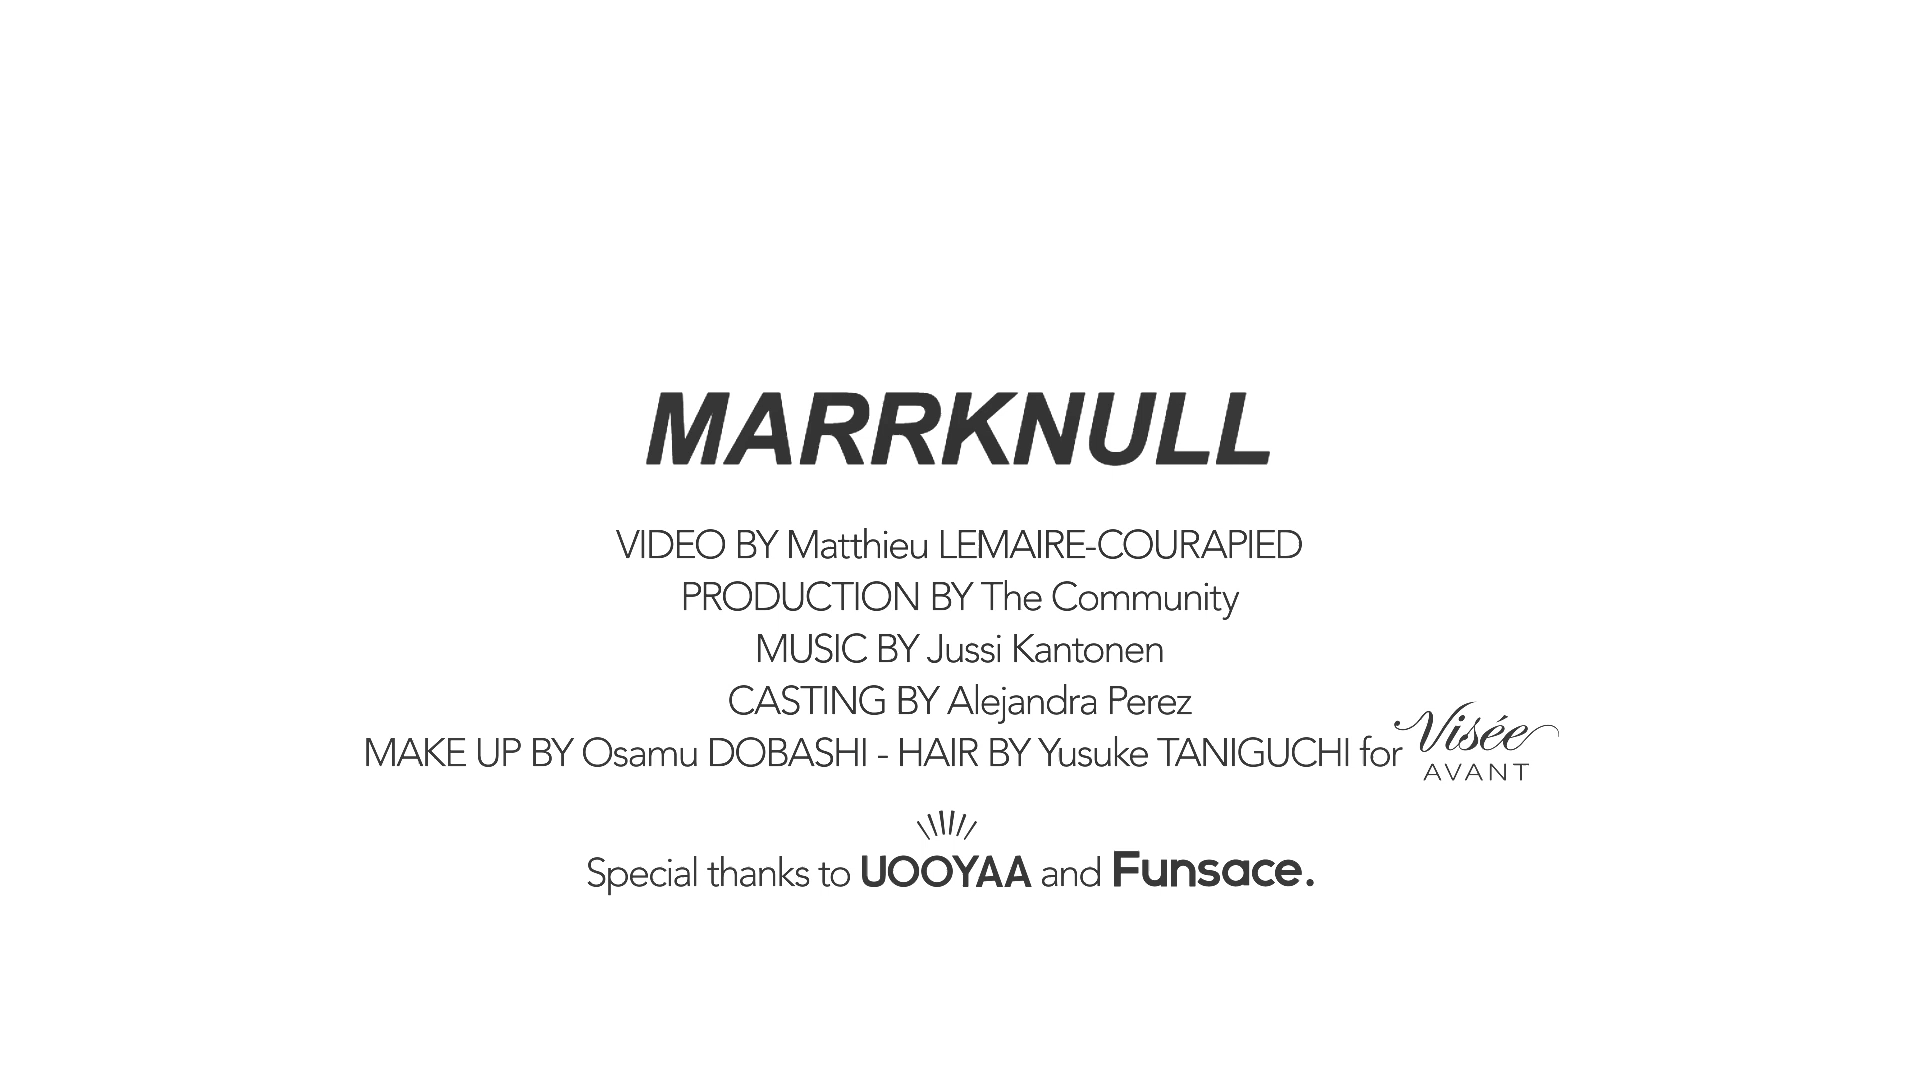 MARRKNULL
VIDEO BY Matthieu LEMAIRE-COURAPIED
PRODUCTION BY The Community
MUSIC BY Jussi Kantonen
CASTING BY Alejandra Perez
MAKE UP BY Osamu DOBASHI - HAIR BY Yusuke TANIGUCHI for Visée AVANT
Special thanks to UOOYAA and Funsace.